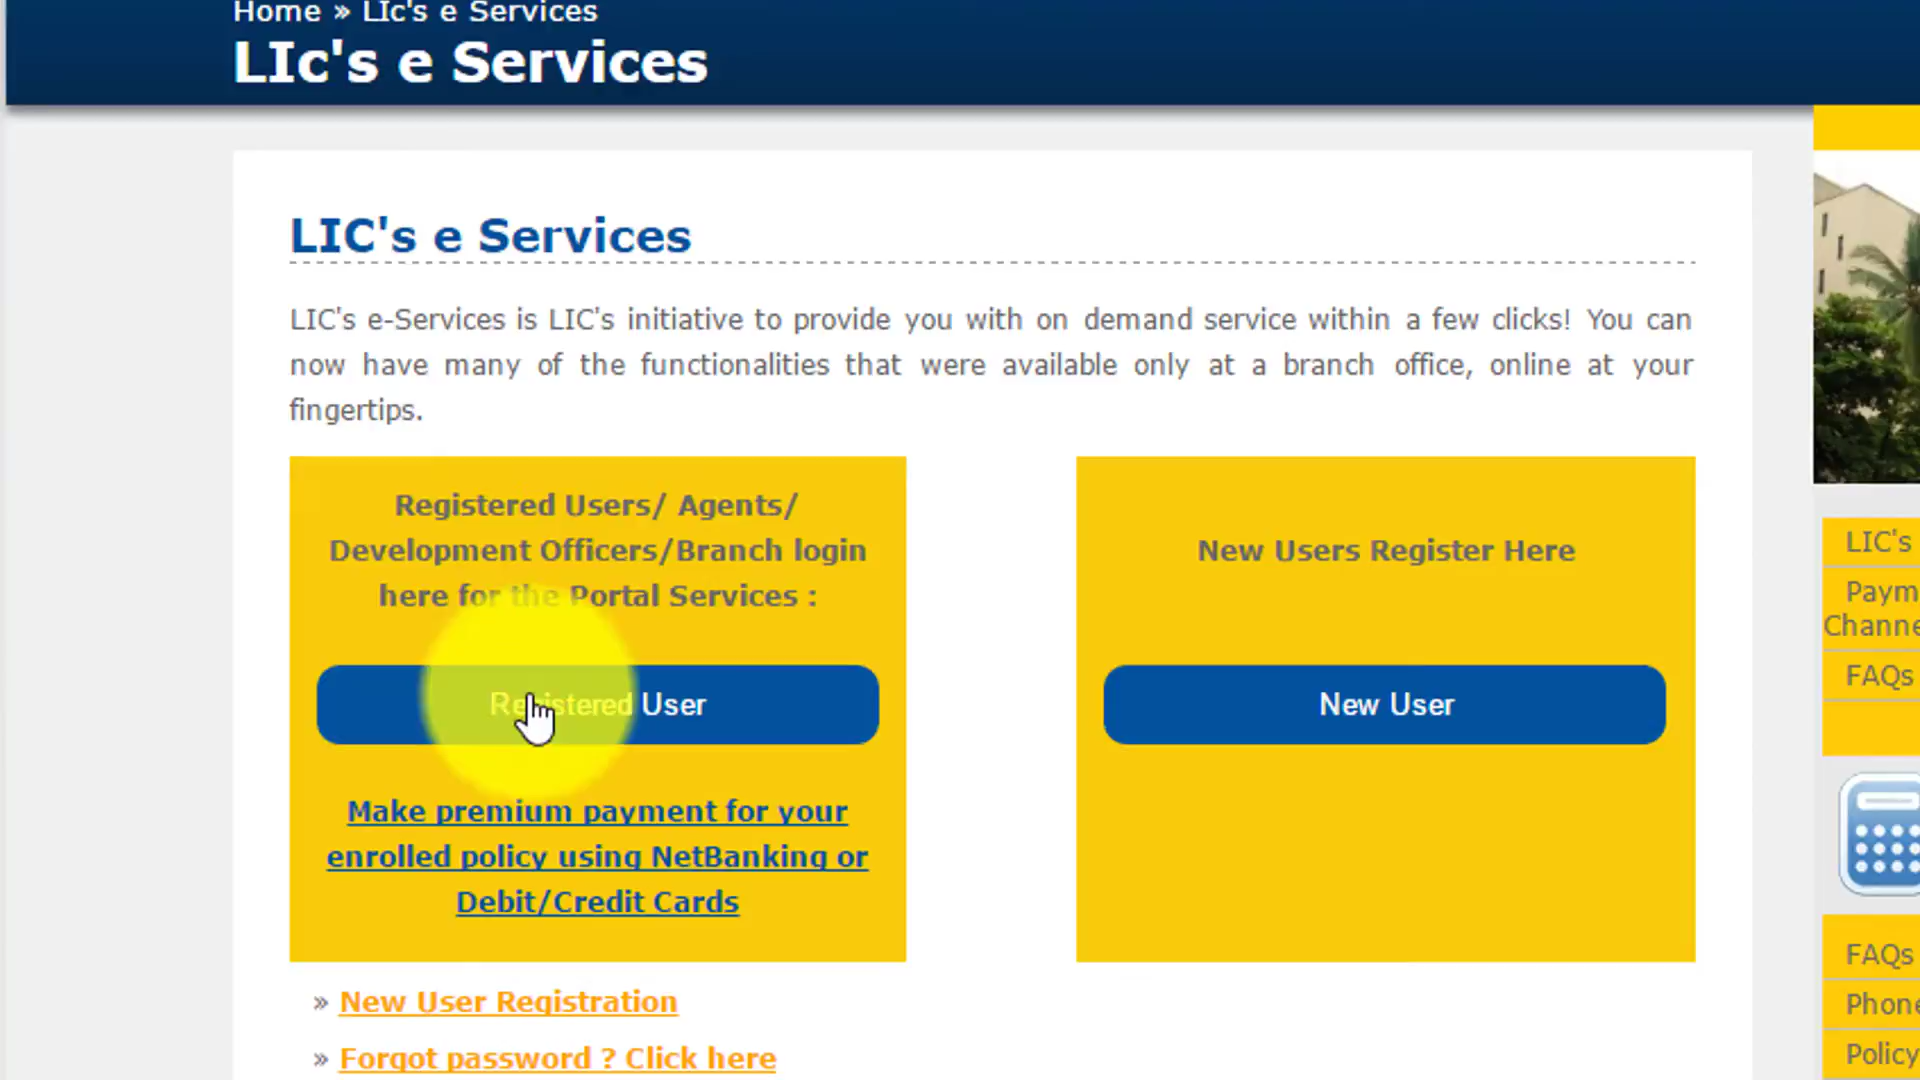 Home » LIc's e Services
LIc's e Services
LIC's e Services
LIC's e-Services is LIC's initiative to provide you with on demand service within a few clicks! You can
now have many of the functionalities that were available only at a branch office, online at your
fingertips.
Registered Users/ Agents/
Development Officers/Branch login
here for the Portal Services :
Registered User
Make premium payment for your
enrolled policy using NetBanking or
Debit/Credit Cards
New Users Register Here
New User
» New User Registration
» Forgot password ? Click here
LIC's
FAQs
FAQs
Policy